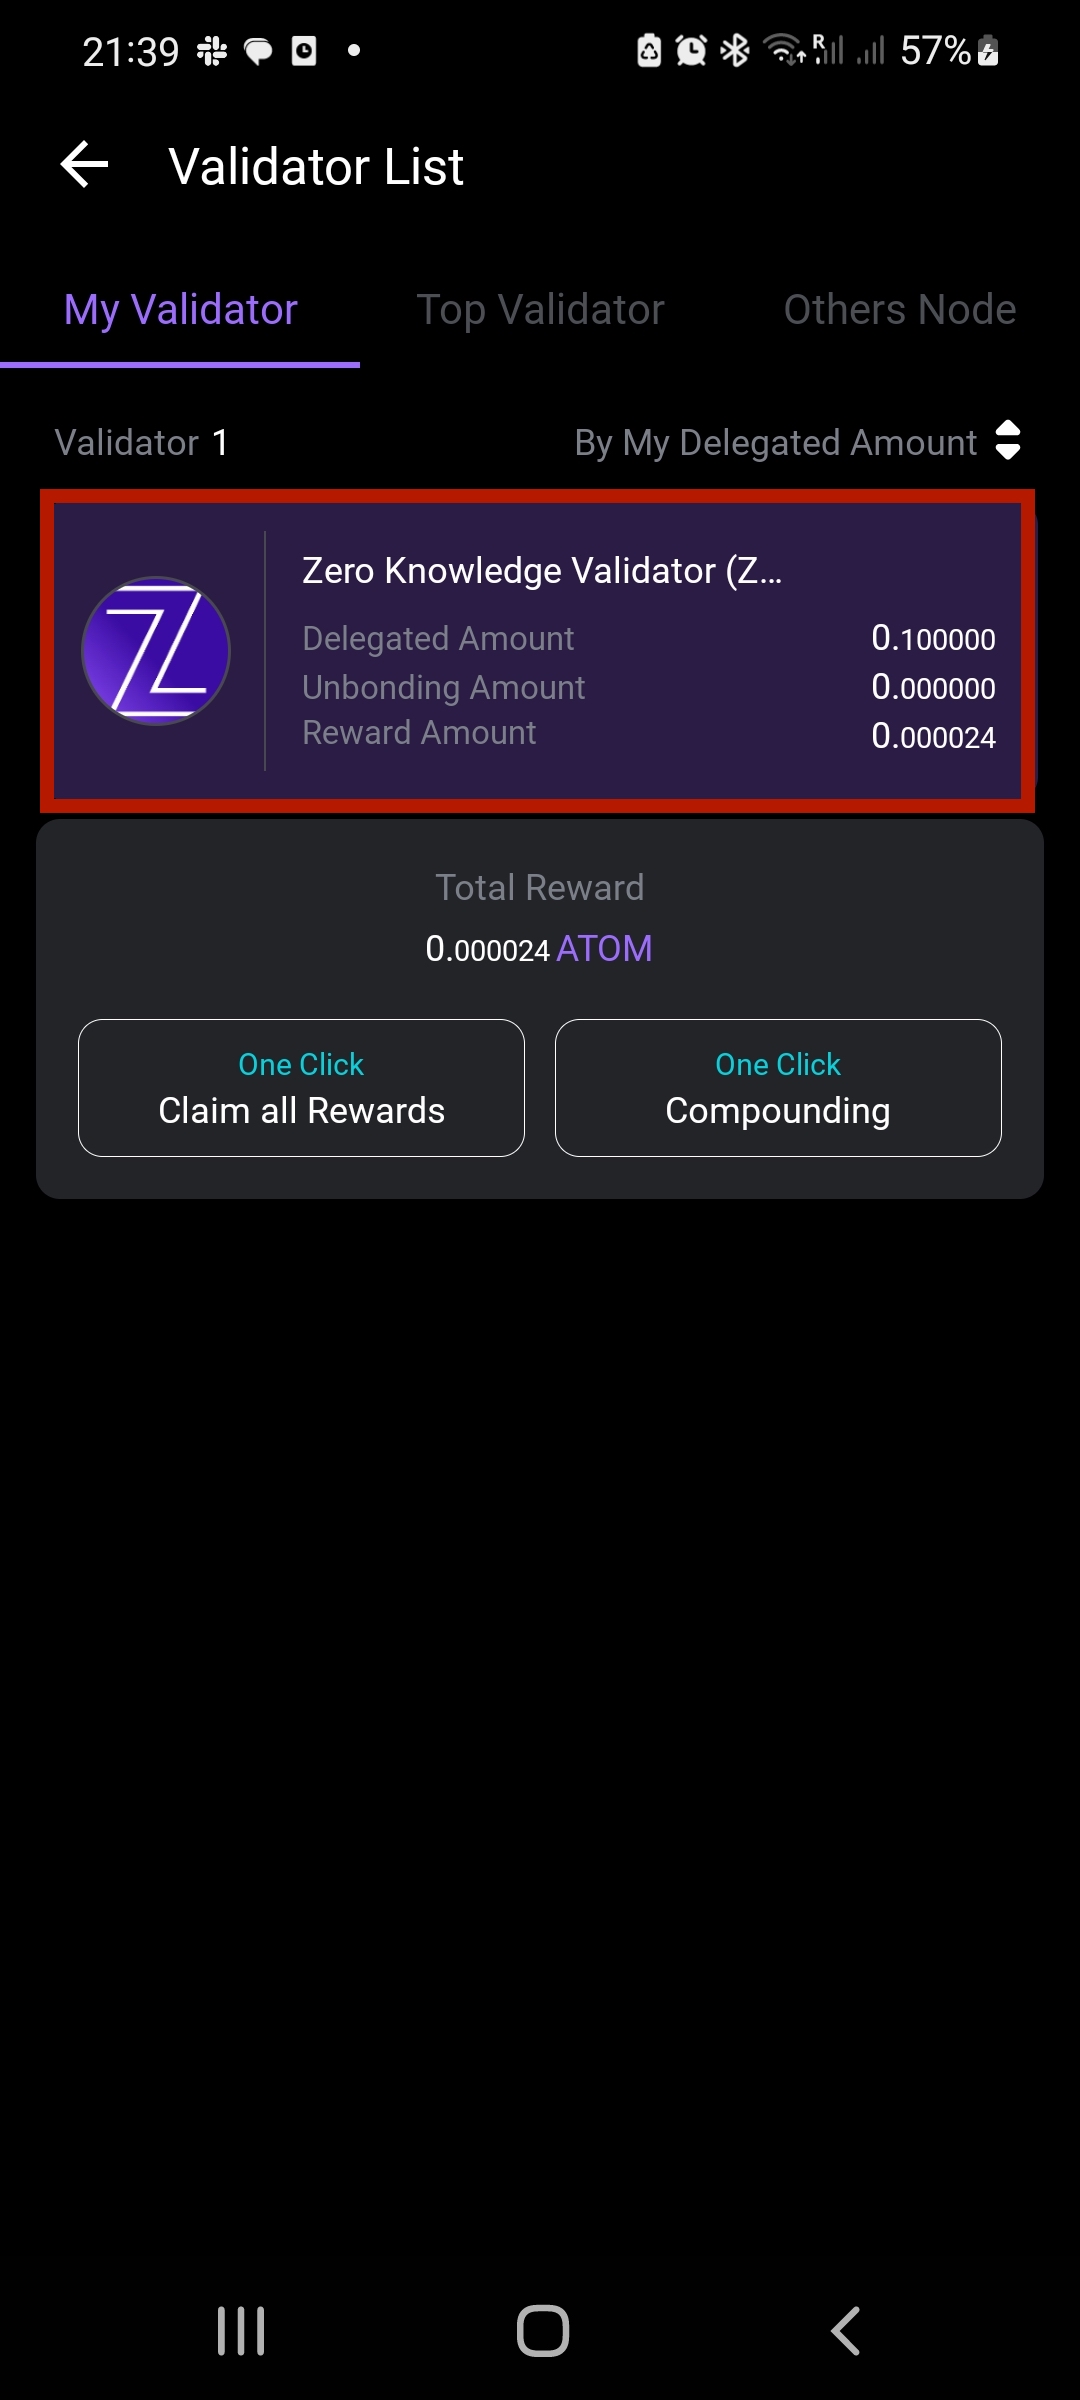 21:39
R
57%
Validator List
My Validator Top Validator Others Node
Validator 1 By My Delegated Amount
Zero Knowledge Validator (Z...
Delegated Amount 0.100000
Unbonding Amount 0.000000
Reward Amount 0.000024
Total Reward
0.000024 ATOM
One Click
Claim all Rewards
One Click
Compounding